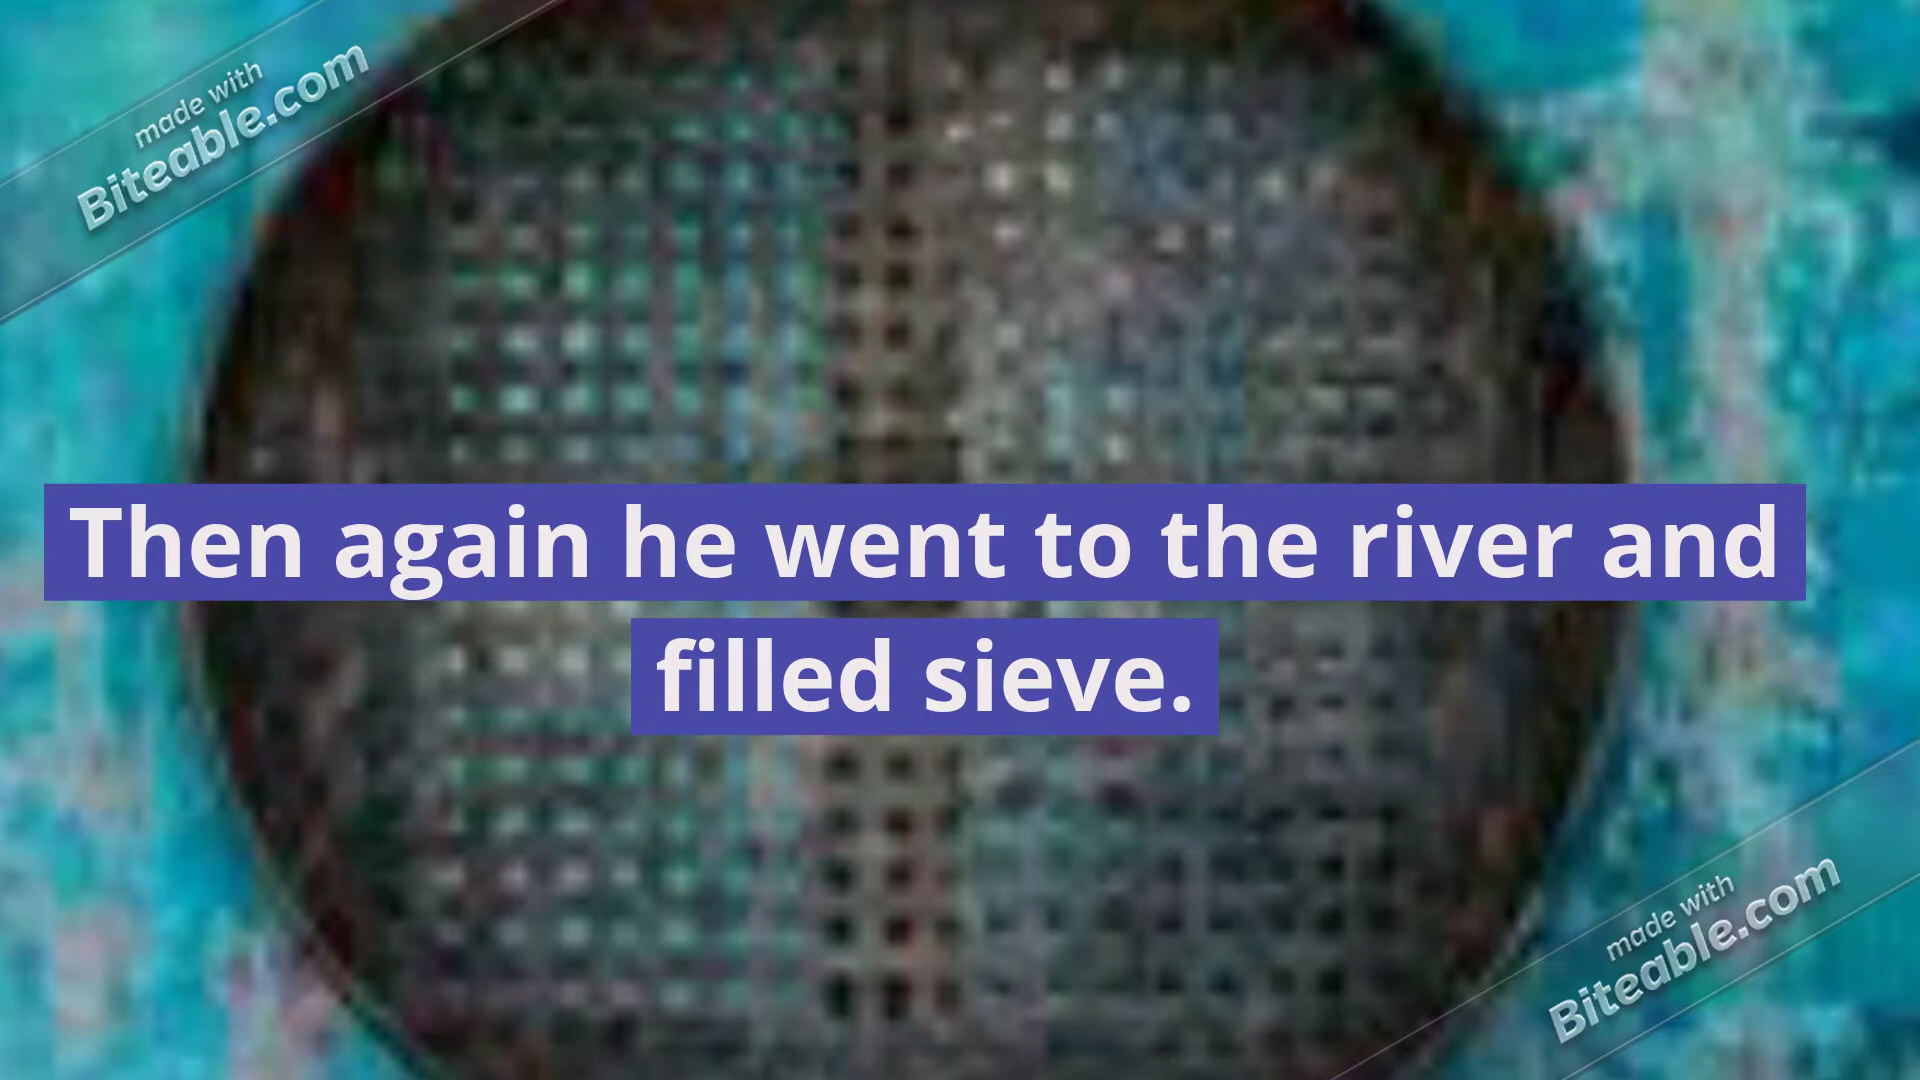 made with
Biteable.com
Then again he went to the river and
filled sieve.
made with
Biteable.com